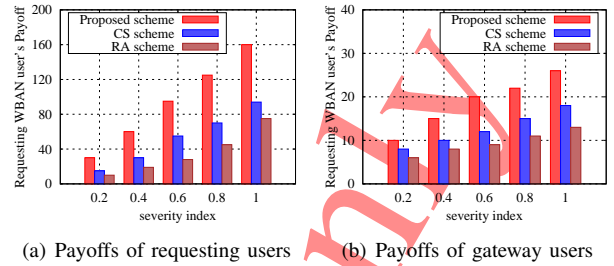 Requesting WBAN user's Payoff
200
160
120
80
40
0
Proposed scheme
CS scheme
RA scheme
0.2 0.4 0.6 0.8 1
severity index
(a) Payoffs of requesting users
Requesting WBAN user's Payoff
40
30
20
10
0
Proposed scheme
CS scheme
RA scheme
0.2 0.4 0.6 0.8 1
severity index
(b) Payoffs of gateway users
nly